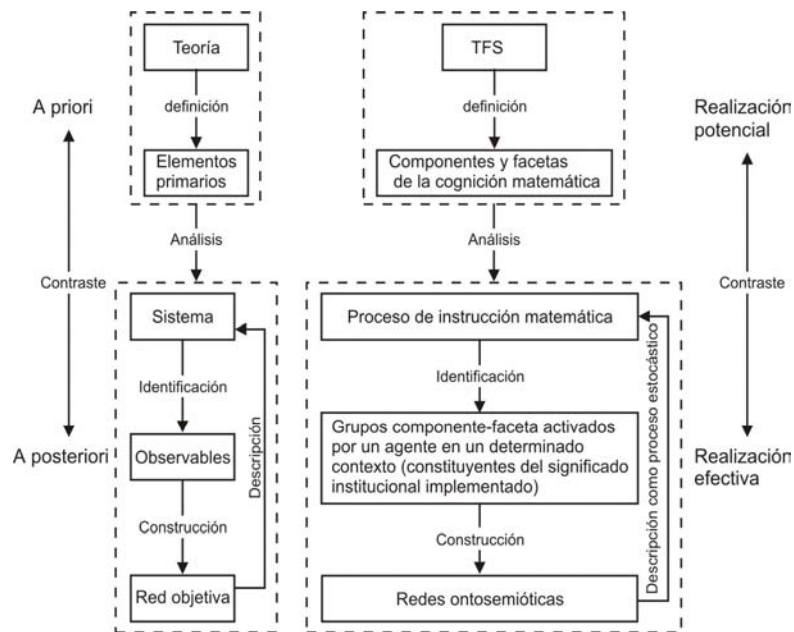 Teoría
TFS
definición
definición
A priori
Realización
potencial
Elementos
primarios
Componentes y facetas
de la cognición matemática
Análisis
Análisis
Contraste
Contraste
Sistema
Proceso de instrucción matemática
Identificación
Identificación
Descripción
Descripción como proceso estocástico
A posteriori
Observables
Grupos componente-faceta activados
por un agente en un determinado
contexto (constituyentes del significado
institucional implementado)
Realización
efectiva
Construcción
Construcción
Red objetiva
Redes ontosemióticas